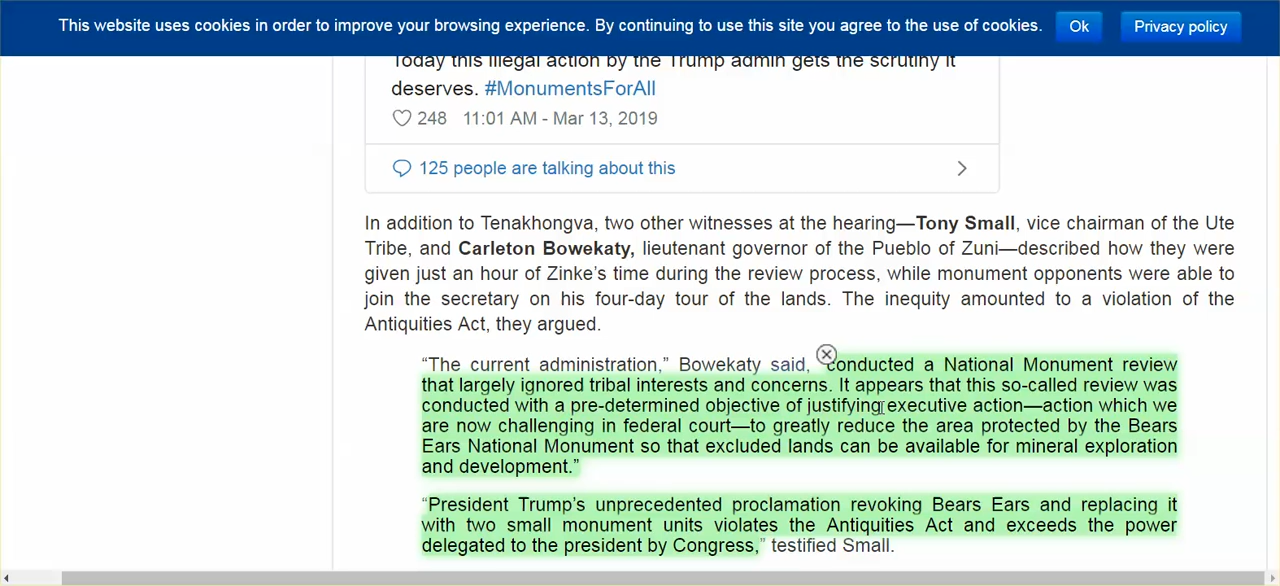 This website uses cookies in order to improve your browsing experience. By continuing to use this site you agree to the use of cookies. Ok Privacy policy
Today this illegal action by the Trump admin gets the scrutiny it
deserves. #MonumentsForAll
248 11:01 AM - Mar 13, 2019
125 people are talking about this
In addition to Tenakhongva, two other witnesses at the hearing—Tony Small, vice chairman of the Ute
Tribe, and Carleton Bowekaty, lieutenant governor of the Pueblo of Zuni—described how they were
given just an hour of Zinke’s time during the review process, while monument opponents were able to
join the secretary on his four-day tour of the lands. The inequity amounted to a violation of the
Antiquities Act, they argued.
“The current administration,” Bowekaty said, “conducted a National Monument review
that largely ignored tribal interests and concerns. It appears that this so-called review was
conducted with a pre-determined objective of justifying executive action—action which we
are now challenging in federal court—to greatly reduce the area protected by the Bears
Ears National Monument so that excluded lands can be available for mineral exploration
and development.”
“President Trump’s unprecedented proclamation revoking Bears Ears and replacing it
with two small monument units violates the Antiquities Act and exceeds the power
delegated to the president by Congress,” testified Small.